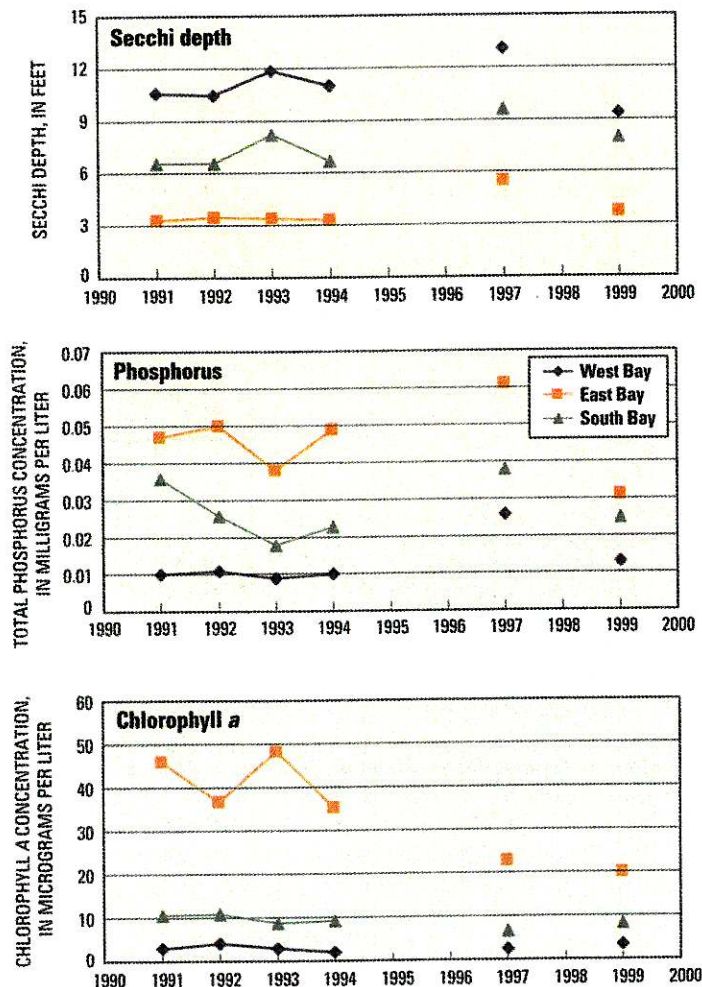 Secchi depth
SECCHI DEPTH, IN FEET
15
12
9
6
3
0
1990 1991 1992 1993 1994 1995 1996 1997 1998 1999 2000
Phosphorus
TOTAL PHOSPHORUS CONCENTRATION,
IN MILLIGRAMS PER LITER
0.07
0.06
0.05
0.04
0.03
0.02
0.01
0
West Bay
East Bay
South Bay
1990 1991 1992 1993 1994 1995 1996 1997 1998 1999 2000
Chlorophyll a
CHLOROPHYLL A CONCENTRATION,
IN MICROGRAMS PER LITER
60
50
40
30
20
10
0
1990 1991 1992 1993 1994 1995 1996 1997 1998 1999 2000